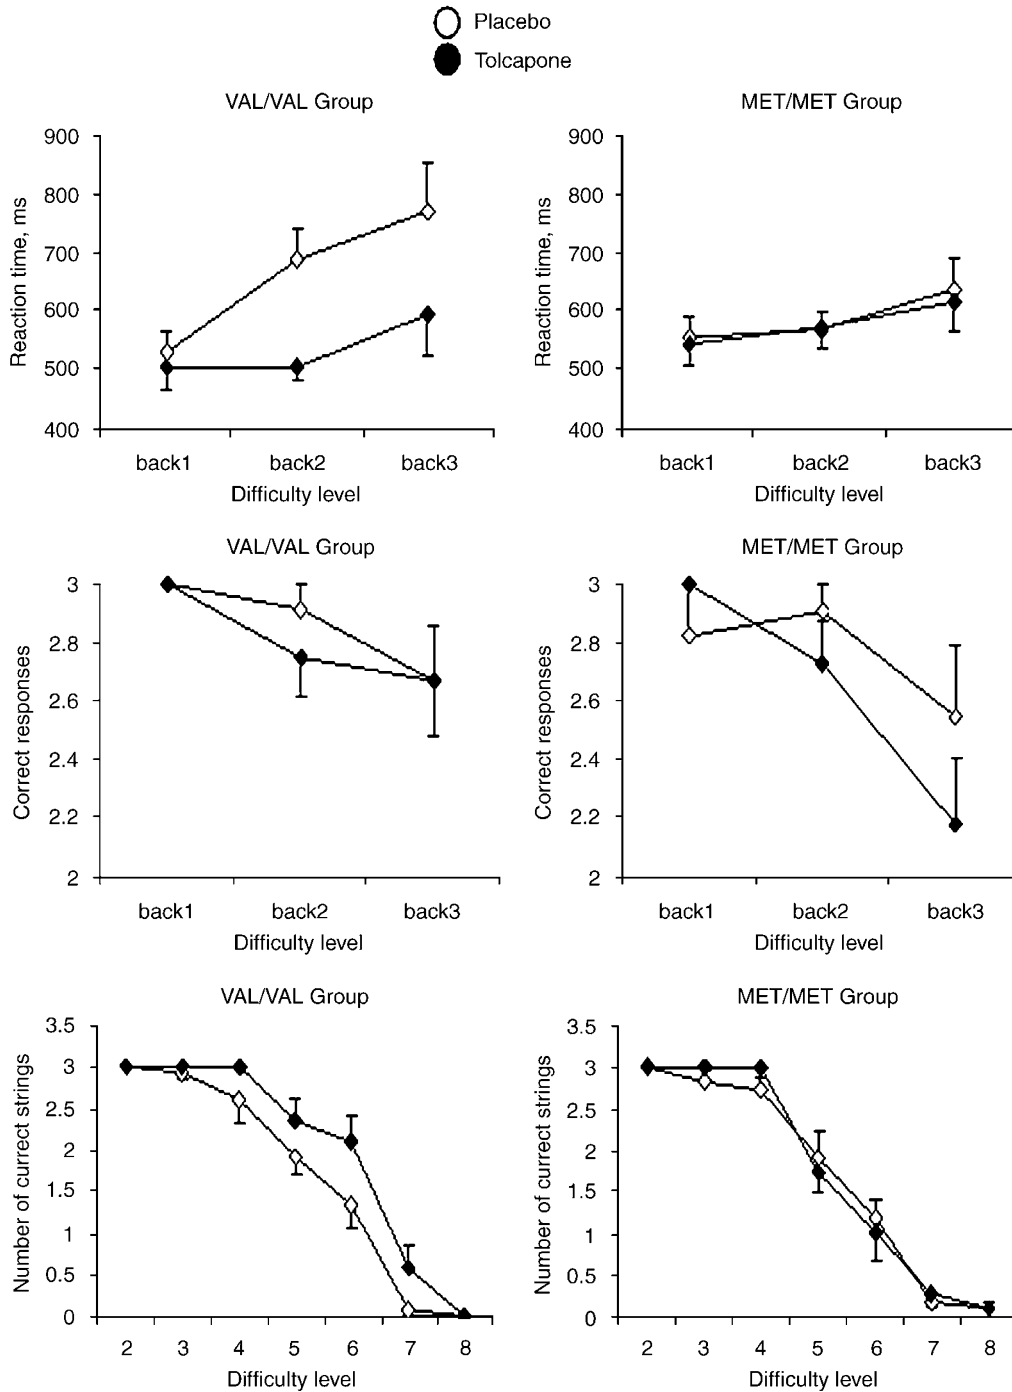 Placebo
Tolcapone
VAL/VAL Group
MET/MET Group
900
800
700
600
500
400
Reaction time, ms
back1 back2 back3
Difficulty level
900
800
700
600
500
400
Reaction time, ms
back1 back2 back3
Difficulty level
VAL/VAL Group
MET/MET Group
3
2.8
2.6
2.4
2.2
2
Correct responses
back1 back2 back3
Difficulty level
3
2.8
2.6
2.4
2.2
2
Correct responses
back1 back2 back3
Difficulty level
VAL/VAL Group
MET/MET Group
3.5
3
2.5
2
1.5
1
0.5
0
Number of currect strings
2 3 4 5 6 7 8
Difficulty level
3.5
3
2.5
2
1.5
1
0.5
0
Number of currect strings
2 3 4 5 6 7 8
Difficulty level